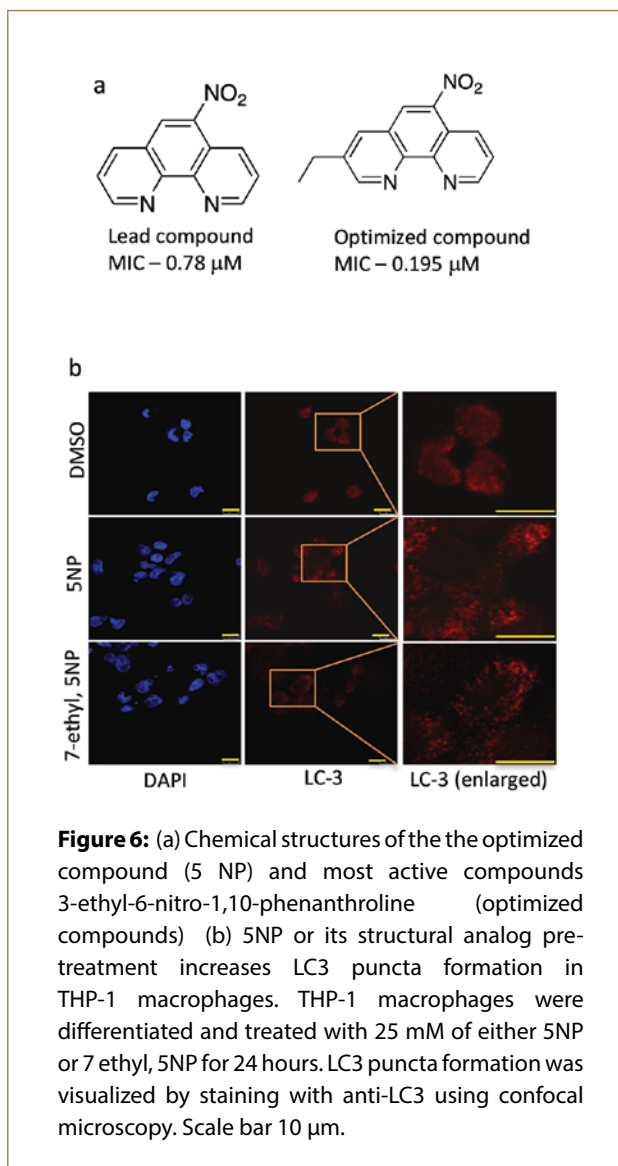 a
NO2
NO2
N
N
N
N
Lead compound
MIC – 0.78 μM
Optimized compound
MIC – 0.195 μM
b
DMSO
5NP
7-ethyl, 5NP
DAPI
LC-3
LC-3 (enlarged)
Figure 6: (a) Chemical structures of the the optimized
compound (5 NP) and most active compounds
3-ethyl-6-nitro-1,10-phenanthroline (optimized
compounds) (b) 5NP or its structural analog pre-
treatment increases LC3 puncta formation in
THP-1 macrophages. THP-1 macrophages were
differentiated and treated with 25 mM of either 5NP
or 7 ethyl, 5NP for 24 hours. LC3 puncta formation was
visualized by staining with anti-LC3 using confocal
microscopy. Scale bar 10 μm.